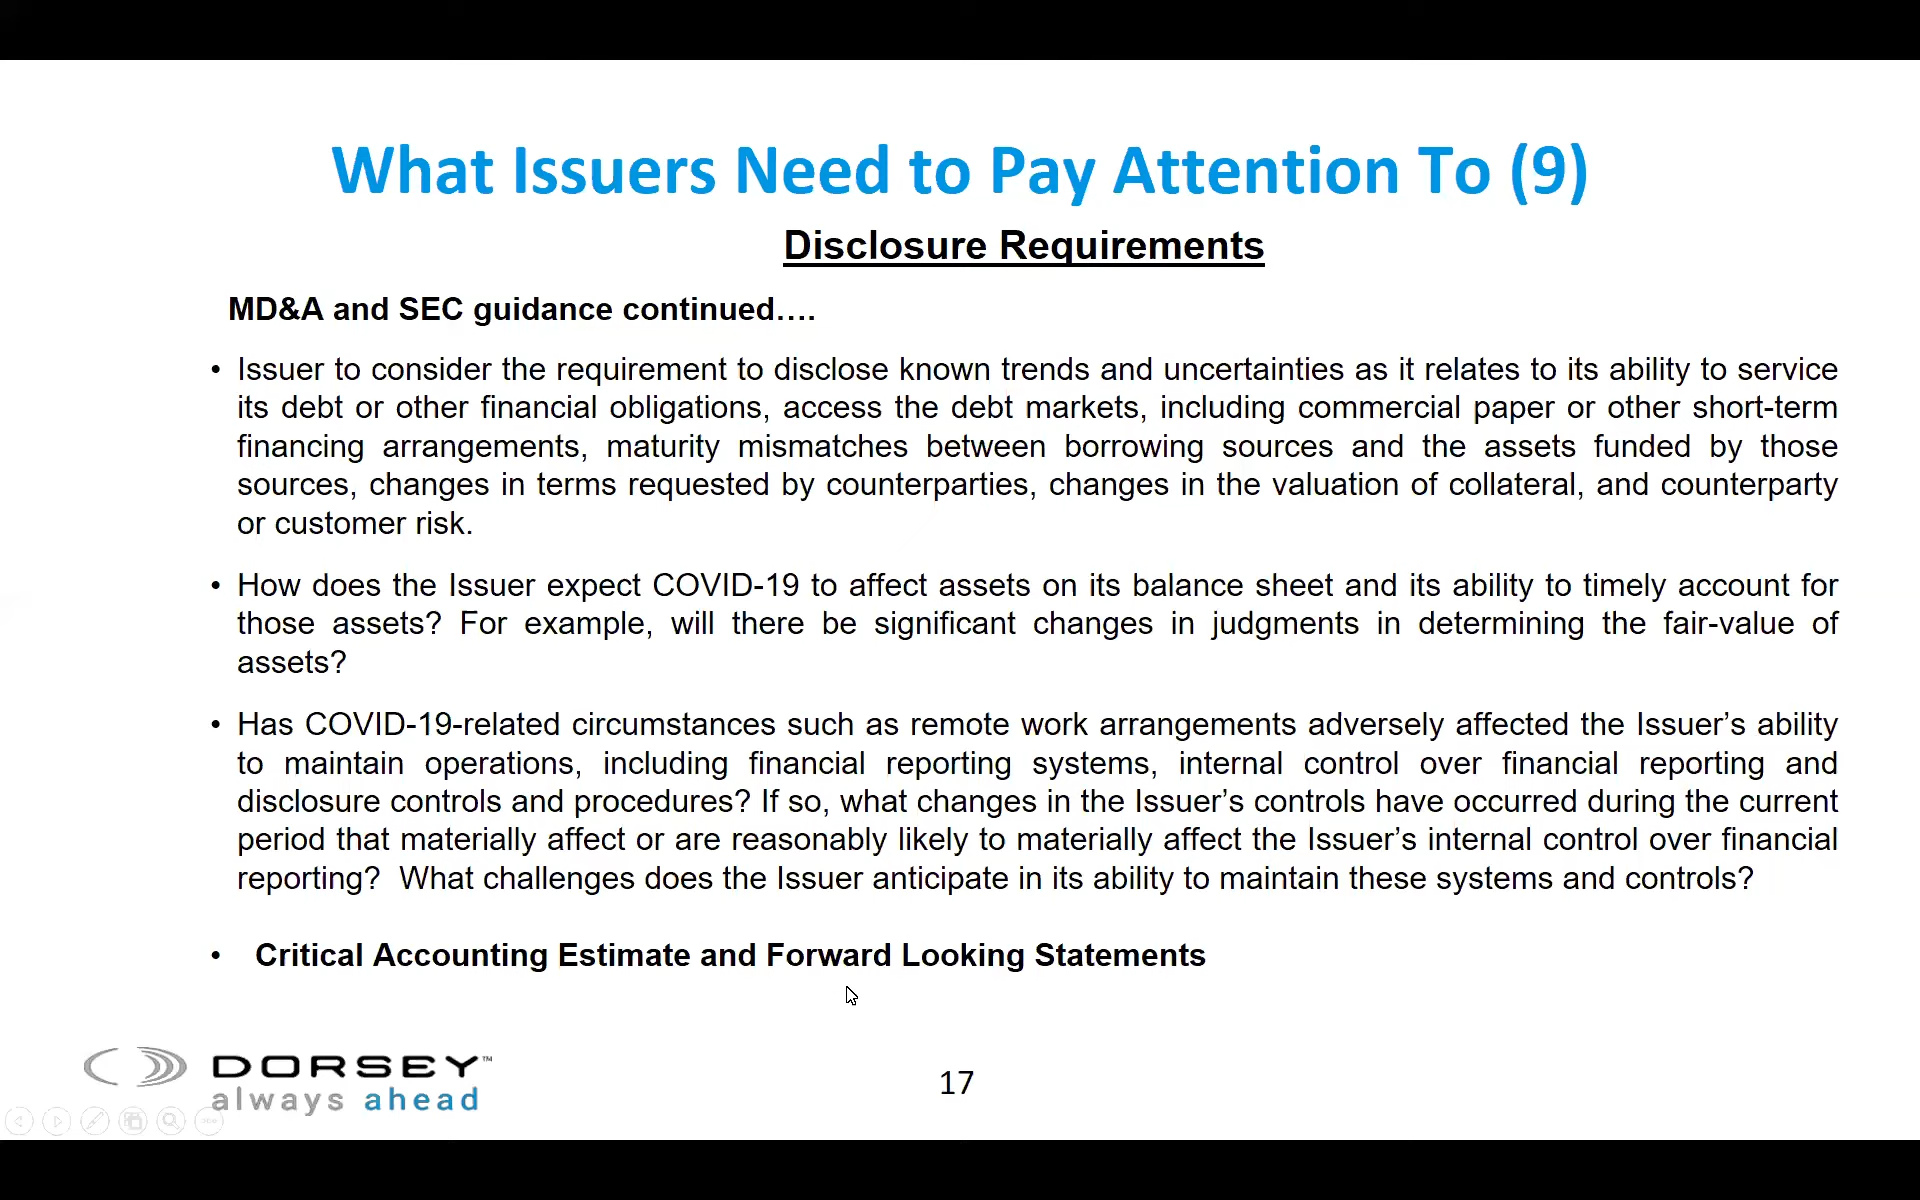 What Issuers Need to Pay Attention To (9)
Disclosure Requirements
MD&A and SEC guidance continued....
• Issuer to consider the requirement to disclose known trends and uncertainties as it relates to its ability to service
its debt or other financial obligations, access the debt markets, including commercial paper or other short-term
financing arrangements, maturity mismatches between borrowing sources and the assets funded by those
sources, changes in terms requested by counterparties, changes in the valuation of collateral, and counterparty
or customer risk.
• How does the Issuer expect COVID-19 to affect assets on its balance sheet and its ability to timely account for
those assets? For example, will there be significant changes in judgments in determining the fair-value of
assets?
• Has COVID-19-related circumstances such as remote work arrangements adversely affected the Issuer’s ability
to maintain operations, including financial reporting systems, internal control over financial reporting and
disclosure controls and procedures? If so, what changes in the Issuer’s controls have occurred during the current
period that materially affect or are reasonably likely to materially affect the Issuer’s internal control over financial
reporting?  What challenges does the Issuer anticipate in its ability to maintain these systems and controls?
• Critical Accounting Estimate and Forward Looking Statements
DORSEY™
always ahead
17